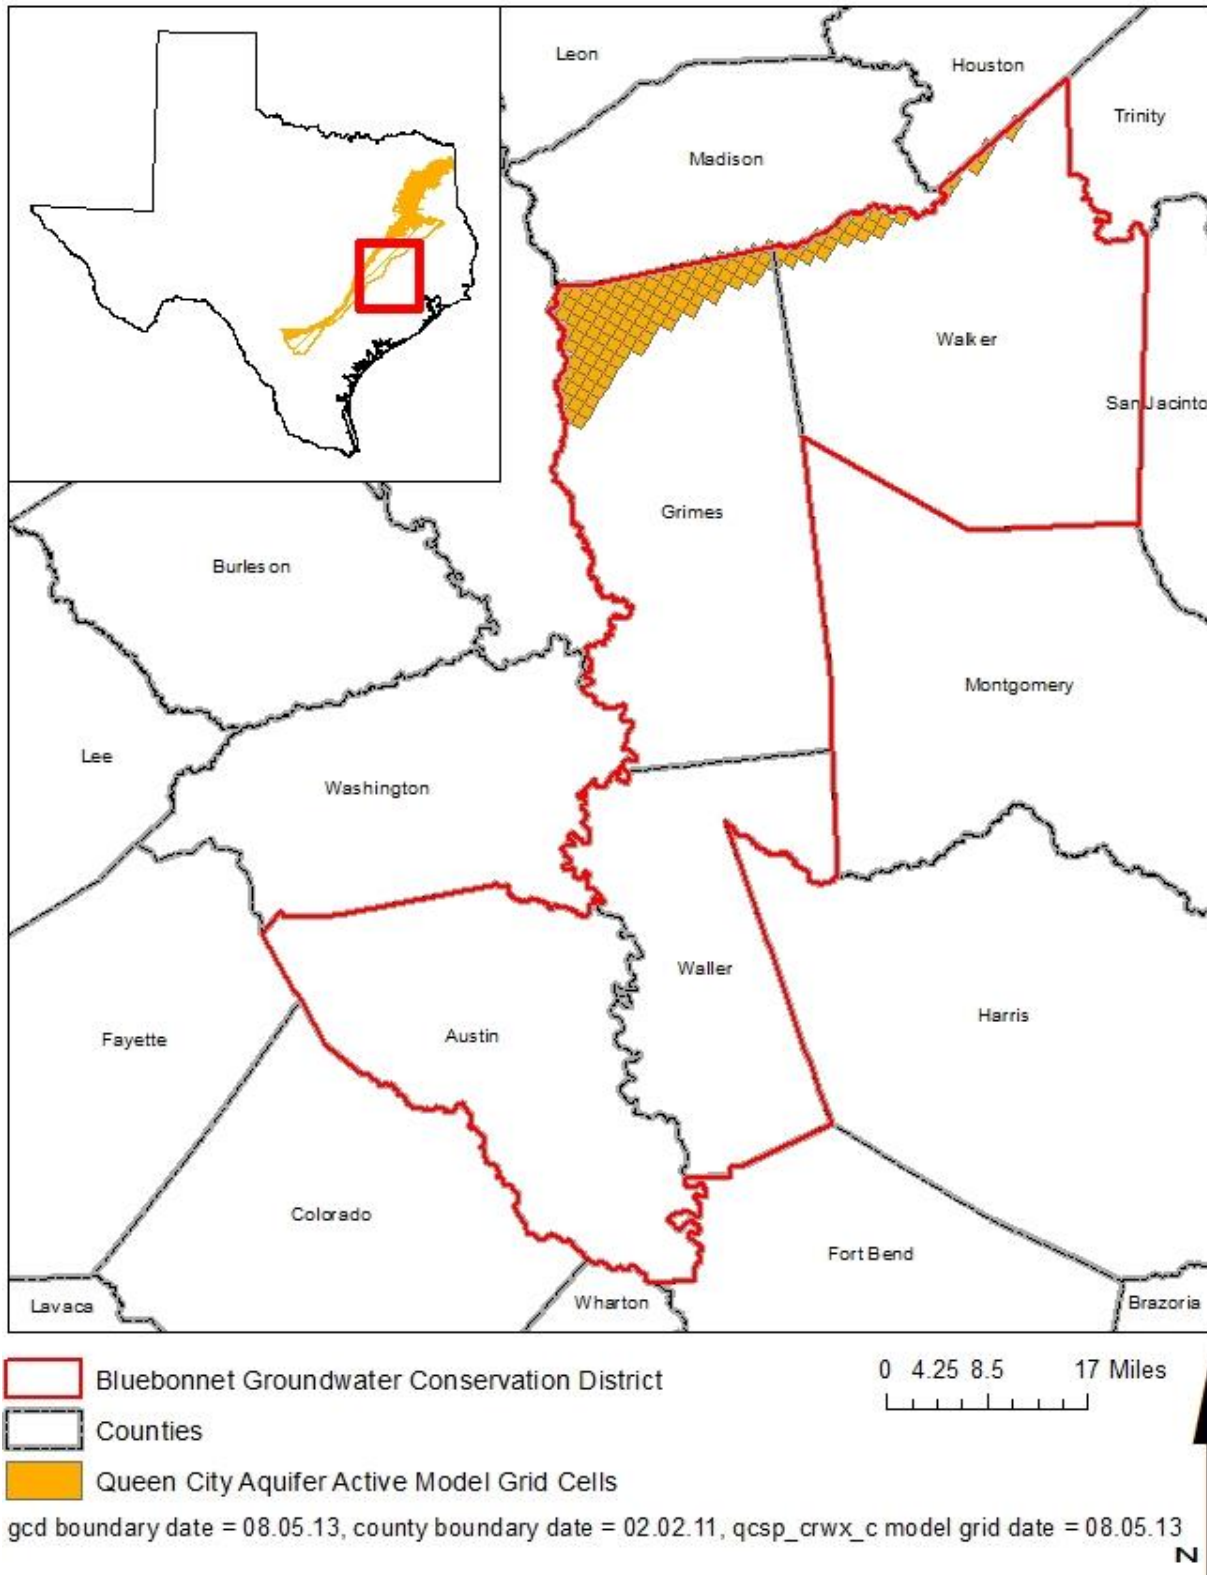 Leon
Houston
Trinity
Madison
Walker
San Jacinto
Grimes
Burleson
Montgomery
Lee
Washington
Waller
Harris
Fayette
Austin
Colorado
Fort Bend
Lavaca
Wharton
Brazoria
Bluebonnet Groundwater Conservation District
0 4.25 8.5 17 Miles
Counties
Queen City Aquifer Active Model Grid Cells
gcd boundary date = 08.05.13, county boundary date = 02.02.11, qcsp_crwx_c model grid date = 08.05.13
N